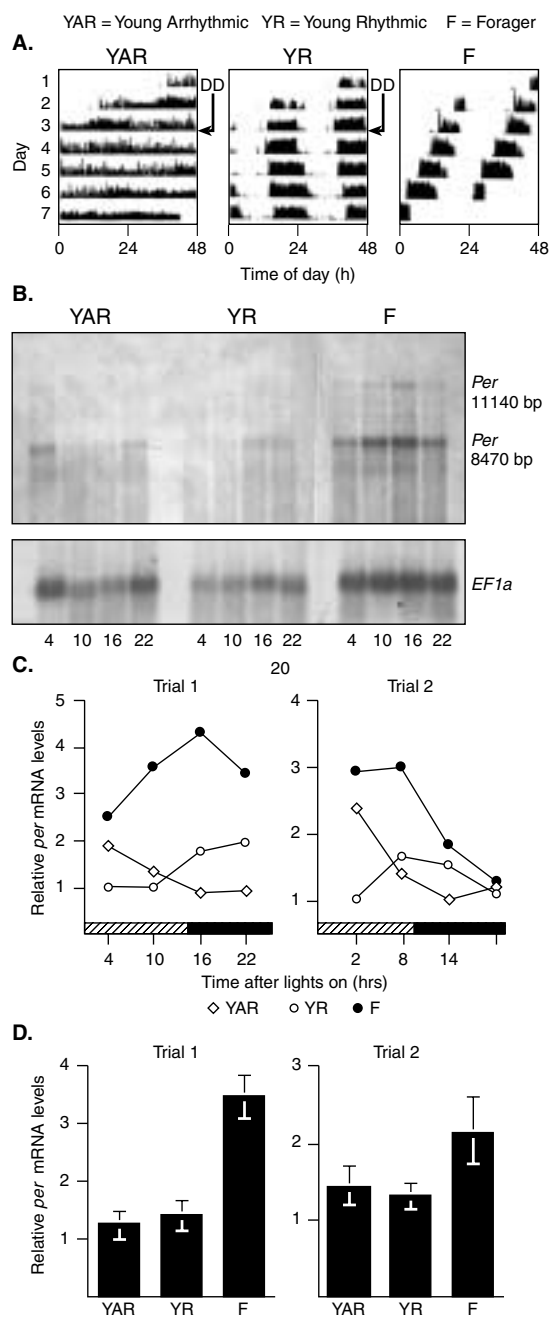 YAR = Young Arrhythmic YR = Young Rhythmic F = Forager
A.
YAR YR F
DD DD
Day
1
2
3
4
5
6
7
0 24 48 0 24 48 0 24 48
Time of day (h)
B.
YAR YR F
Per
11140 bp
Per
8470 bp
EF1a
4 10 16 22 4 10 16 22 4 10 16 22
C.
20
Trial 1 Trial 2
Relative per mRNA levels
5
4
3
2
1
4
3
2
1
4 10 16 22 2 8 14
Time after lights on (hrs)
YAR YR F
D.
Trial 1 Trial 2
Relative per mRNA levels
4
3
2
1
3
2
1
YAR YR F YAR YR F